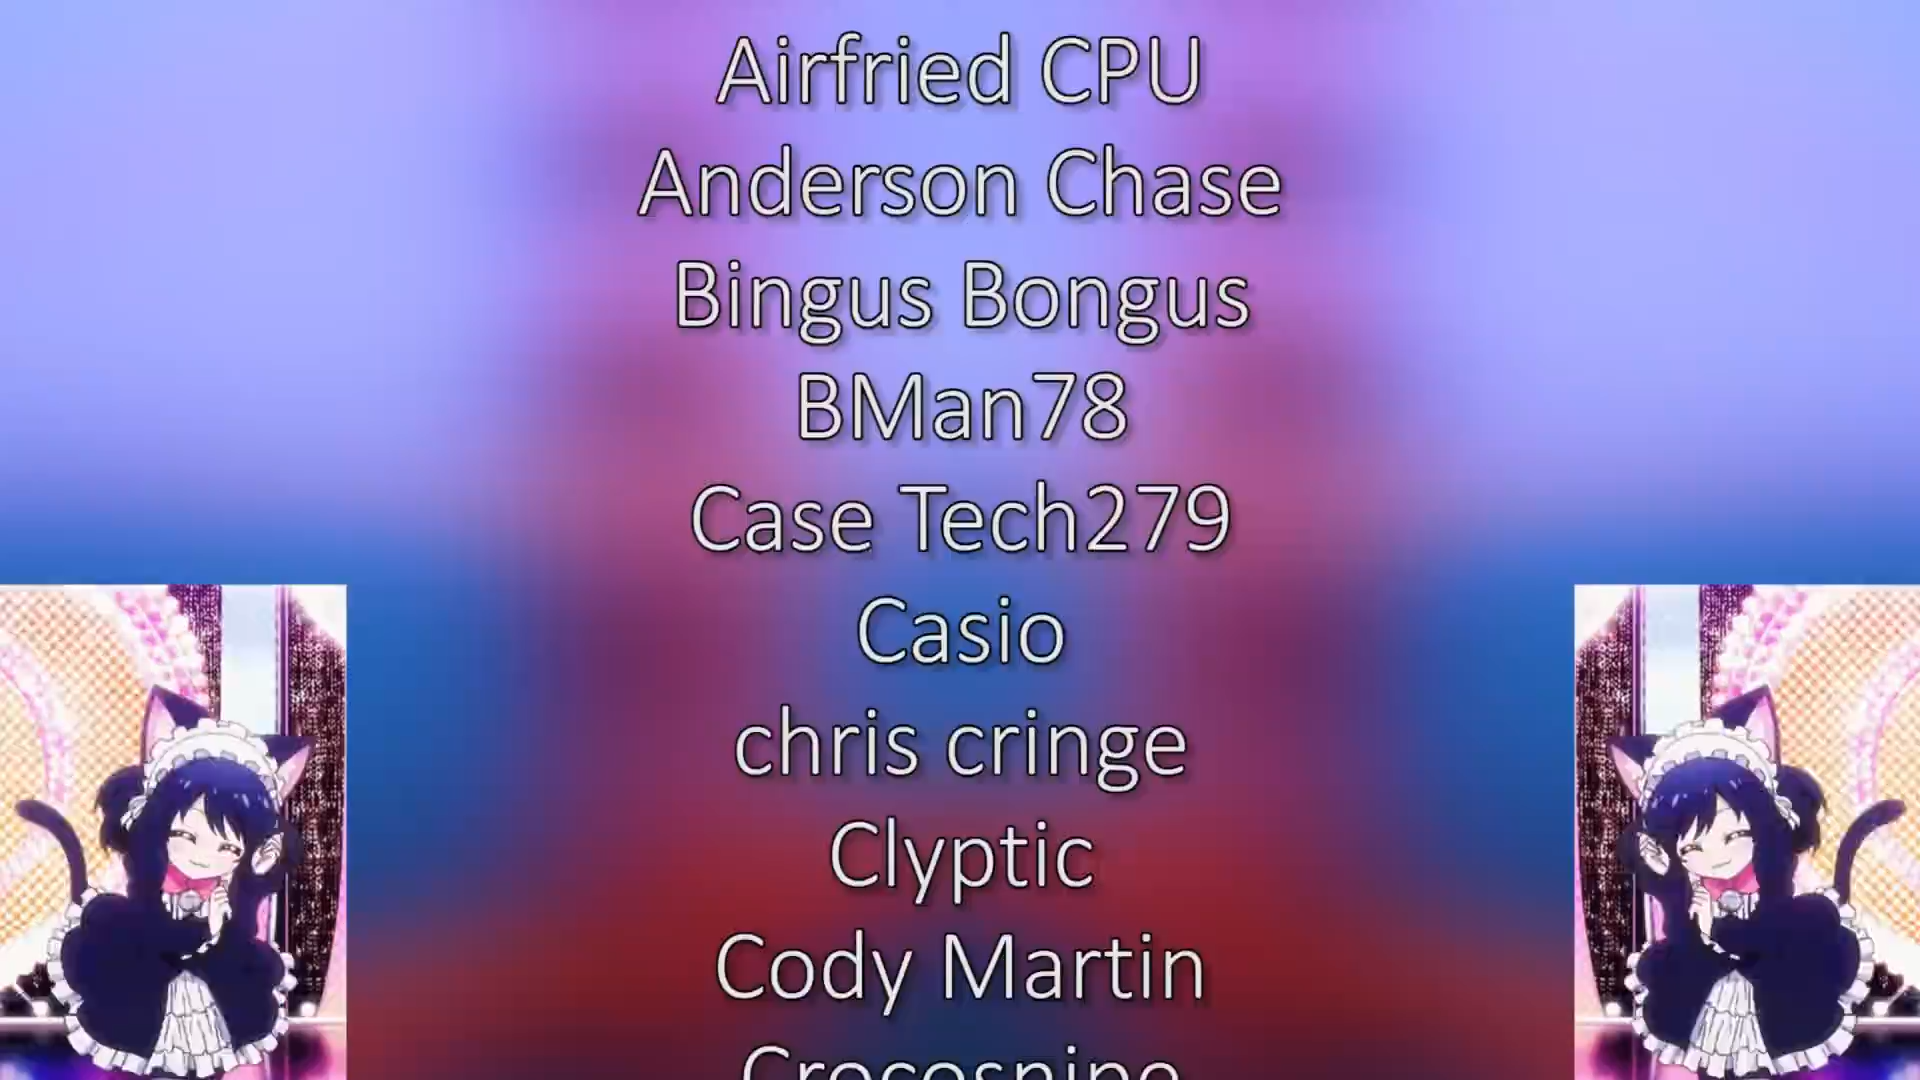 Airfried CPU
Anderson Chase
Bingus Bongus
BMan78
Case Tech279
Casio
chris cringe
Clyptic
Cody Martin